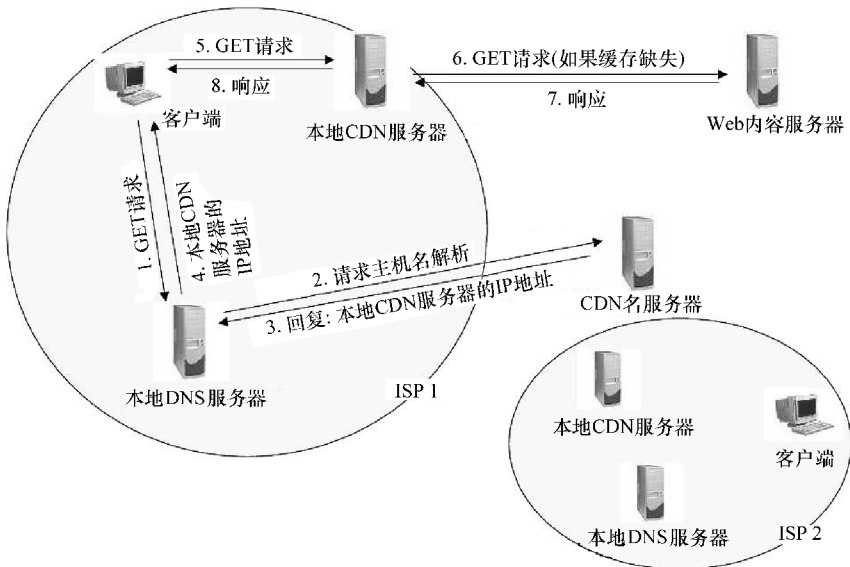 5. GET请求
8. 响应
客户端
本地CDN服务器
6. GET请求(如果缓存缺失)
7. 响应
Web内容服务器
1. GET请求
4. 本地CDN
服务器的
IP地址
2. 请求主机名解析
3. 回复: 本地CDN服务器的IP地址
CDN名服务器
本地DNS服务器
ISP 1
本地CDN服务器
客户端
本地DNS服务器
ISP 2